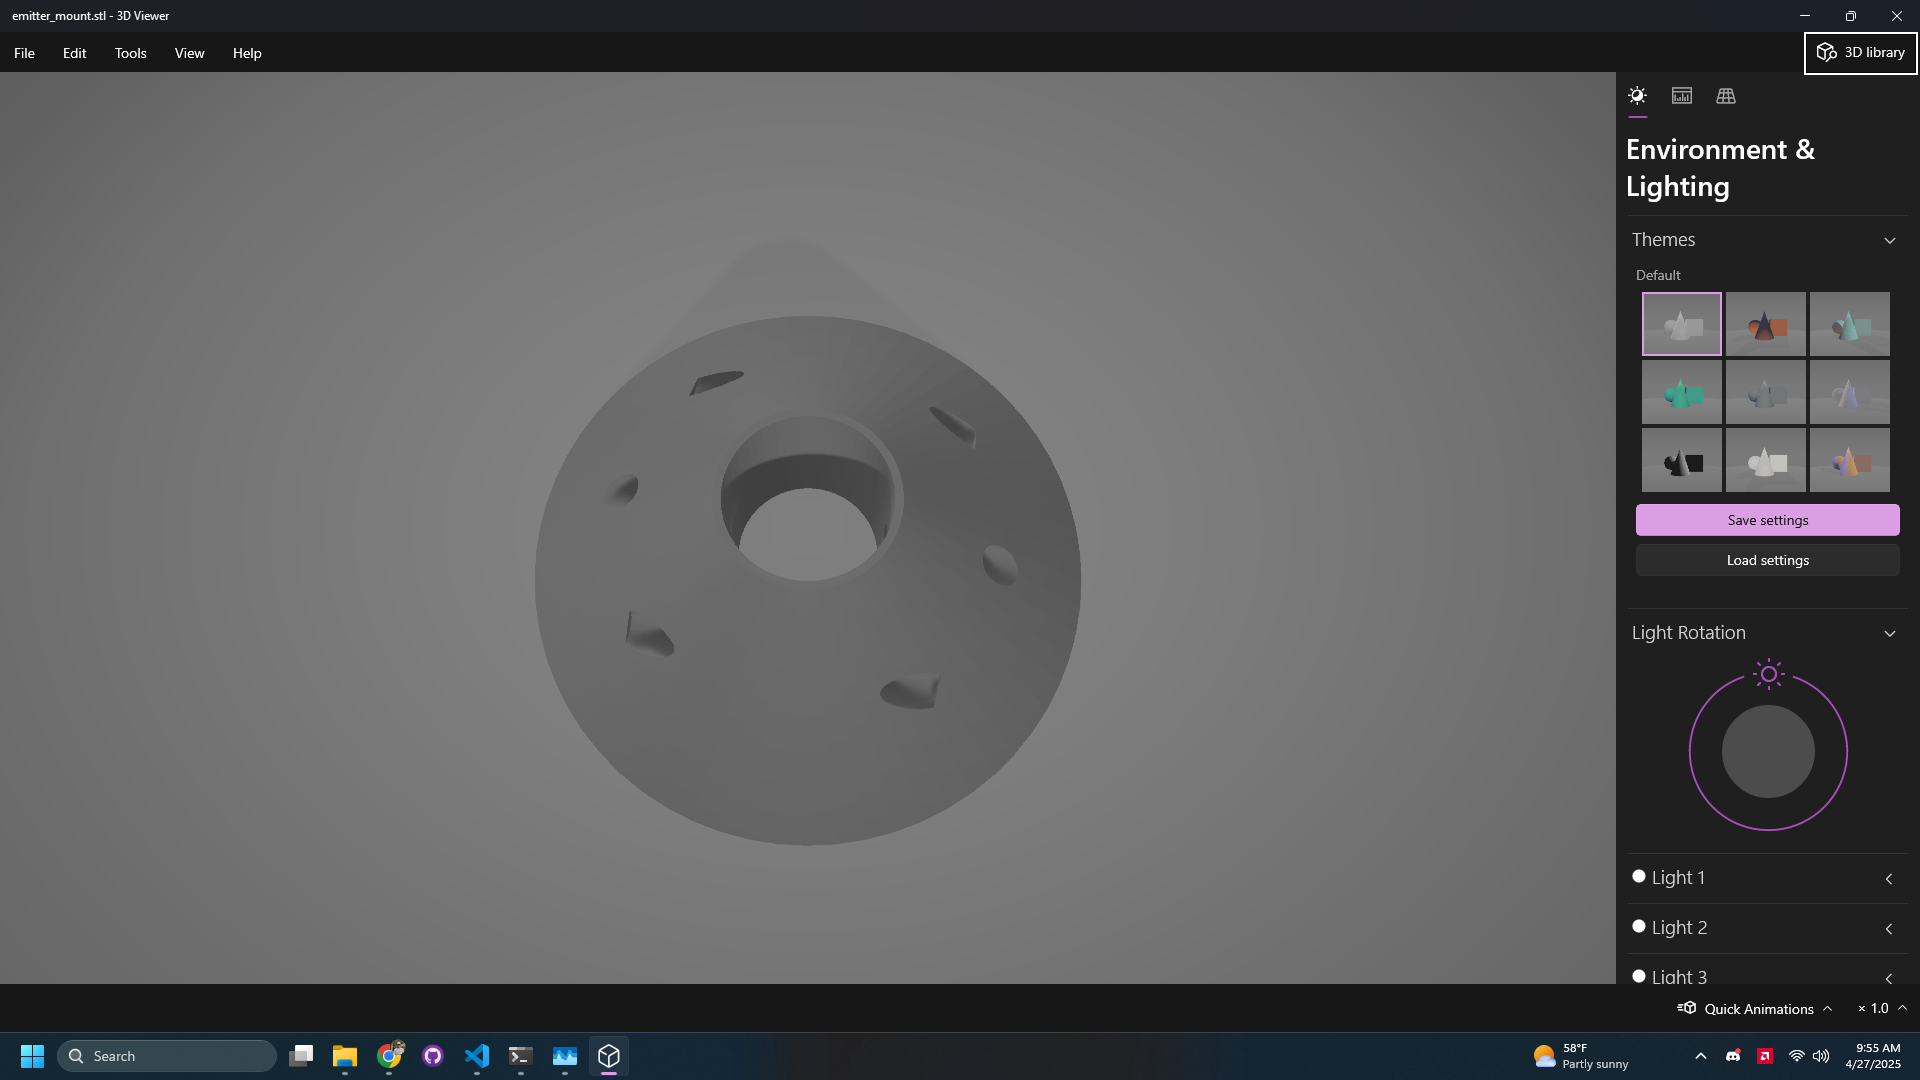 emitter_mount.stl - 3D Viewer
File Edit Tools View Help
3D library
Environment &
Lighting
Themes
Default
Save settings
Load settings
Light Rotation
Light 1
Light 2
Light 3
Quick Animations × 1.0
Search
58°F
Partly sunny
9:55 AM
4/27/2025